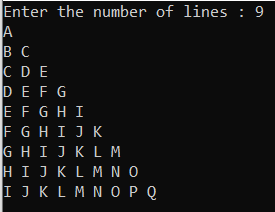 Enter the number of lines : 9
A
B C
C D E
D E F G
E F G H I
F G H I J K
G H I J K L M
H I J K L M N O
I J K L M N O P Q